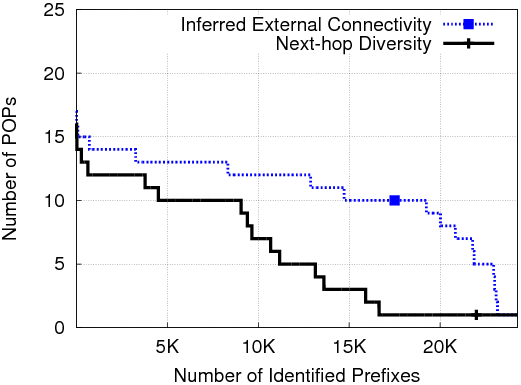 25
20
15
10
5
0
Number of POPs
Inferred External Connectivity
Next-hop Diversity
5K 10K 15K 20K
Number of Identified Prefixes